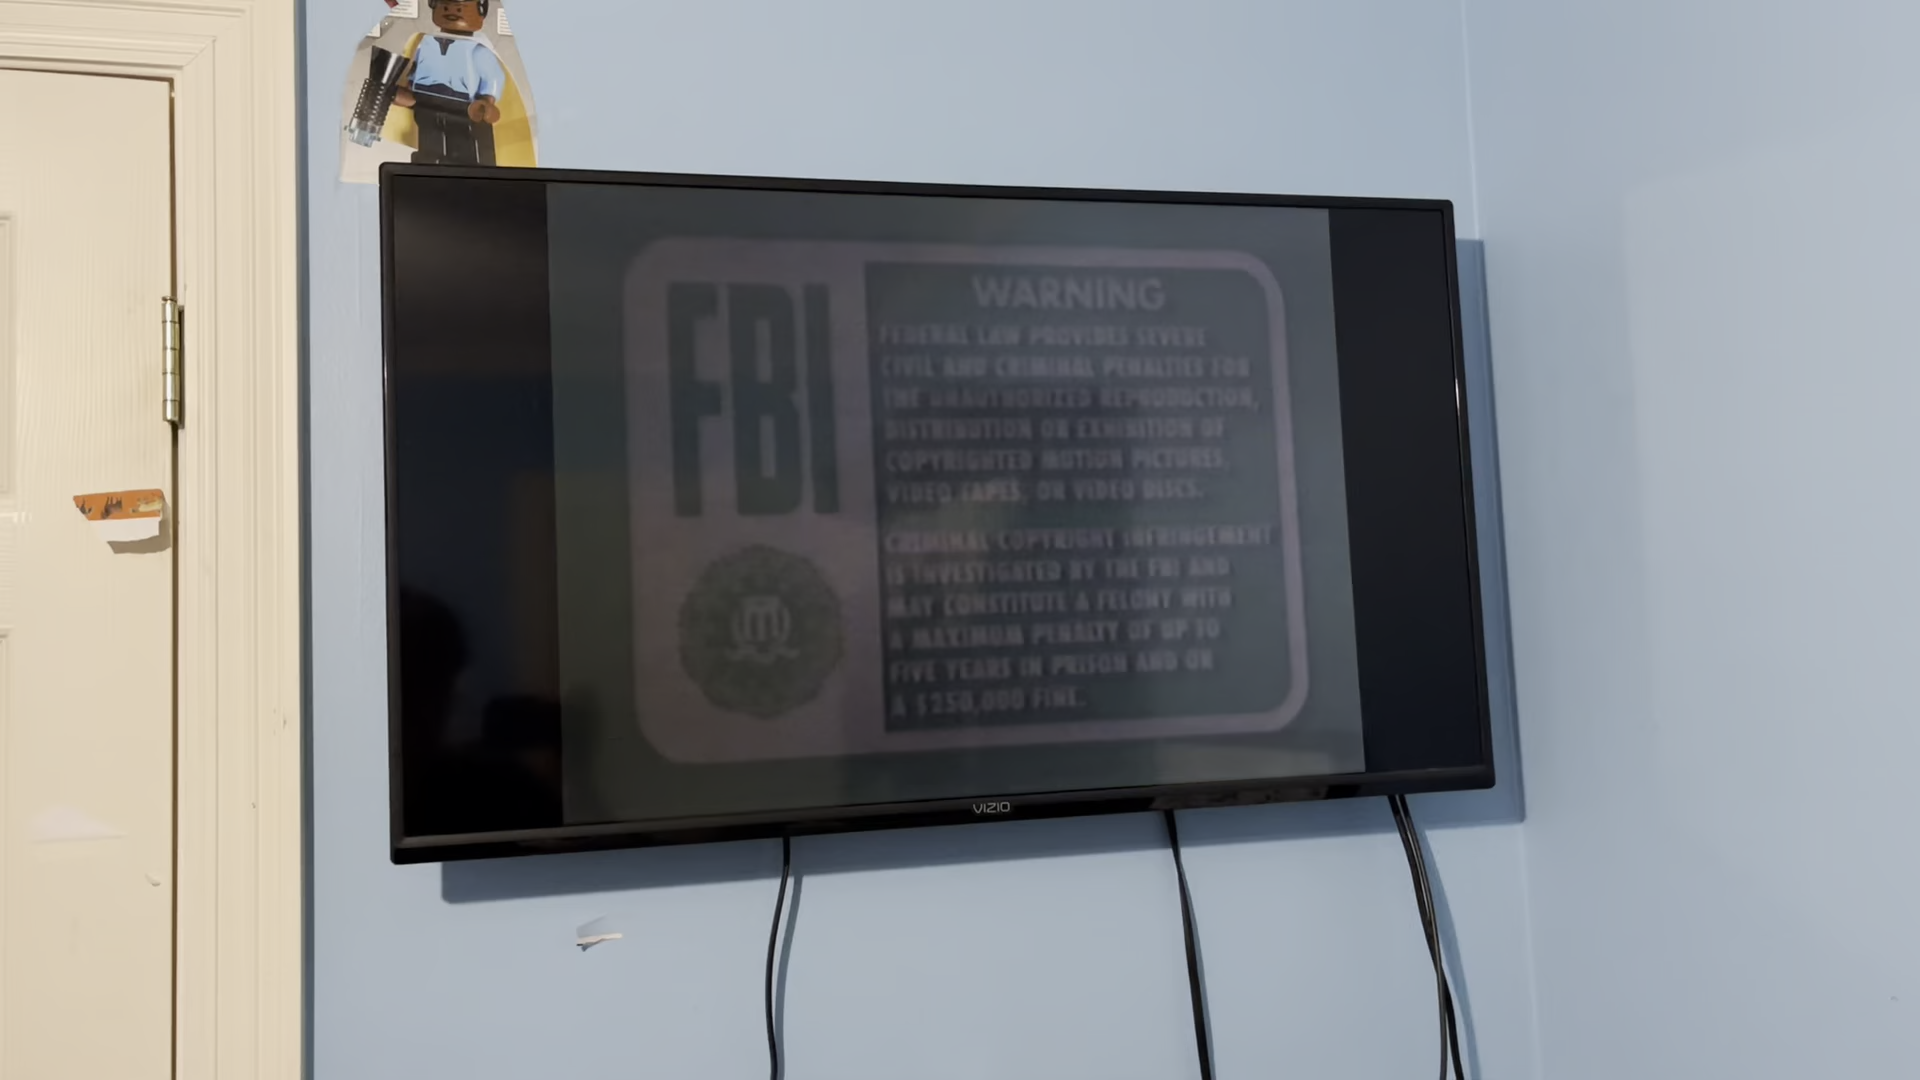 FBI
WARNING
FEDERAL LAW PROVIDES SEVERE
CIVIL AND CRIMINAL PENALTIES FOR
THE UNAUTHORIZED REPRODUCTION,
DISTRIBUTION OR EXHIBITION OF
COPYRIGHTED MOTION PICTURES,
VIDEO TAPES, OR VIDEO DISCS.
CRIMINAL COPYRIGHT INFRINGEMENT
IS INVESTIGATED BY THE FBI AND
MAY CONSTITUTE A FELONY WITH
A MAXIMUM PENALTY OF UP TO
FIVE YEARS IN PRISON AND OR
A $250,000 FINE.
VIZIO